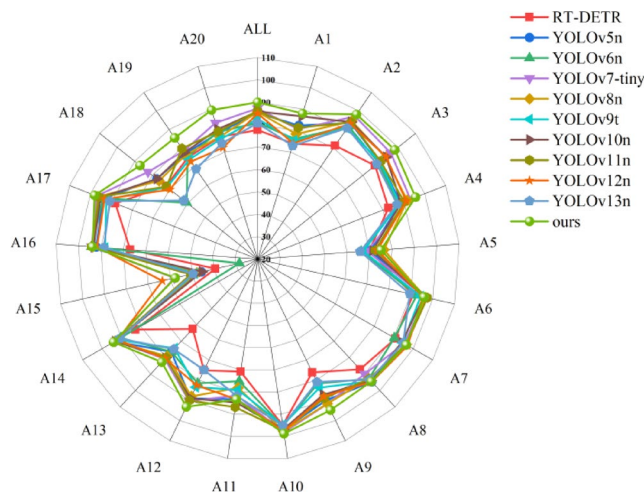 ALL
A1
A2
A3
A4
A5
A6
A7
A8
A9
A10
A11
A12
A13
A14
A15
A16
A17
A18
A19
A20
110
100
90
80
70
60
50
40
30
20
RT-DETR
YOLOv5n
YOLOv6n
YOLOv7-tiny
YOLOv8n
YOLOv9t
YOLOv10n
YOLOv11n
YOLOv12n
YOLOv13n
ours